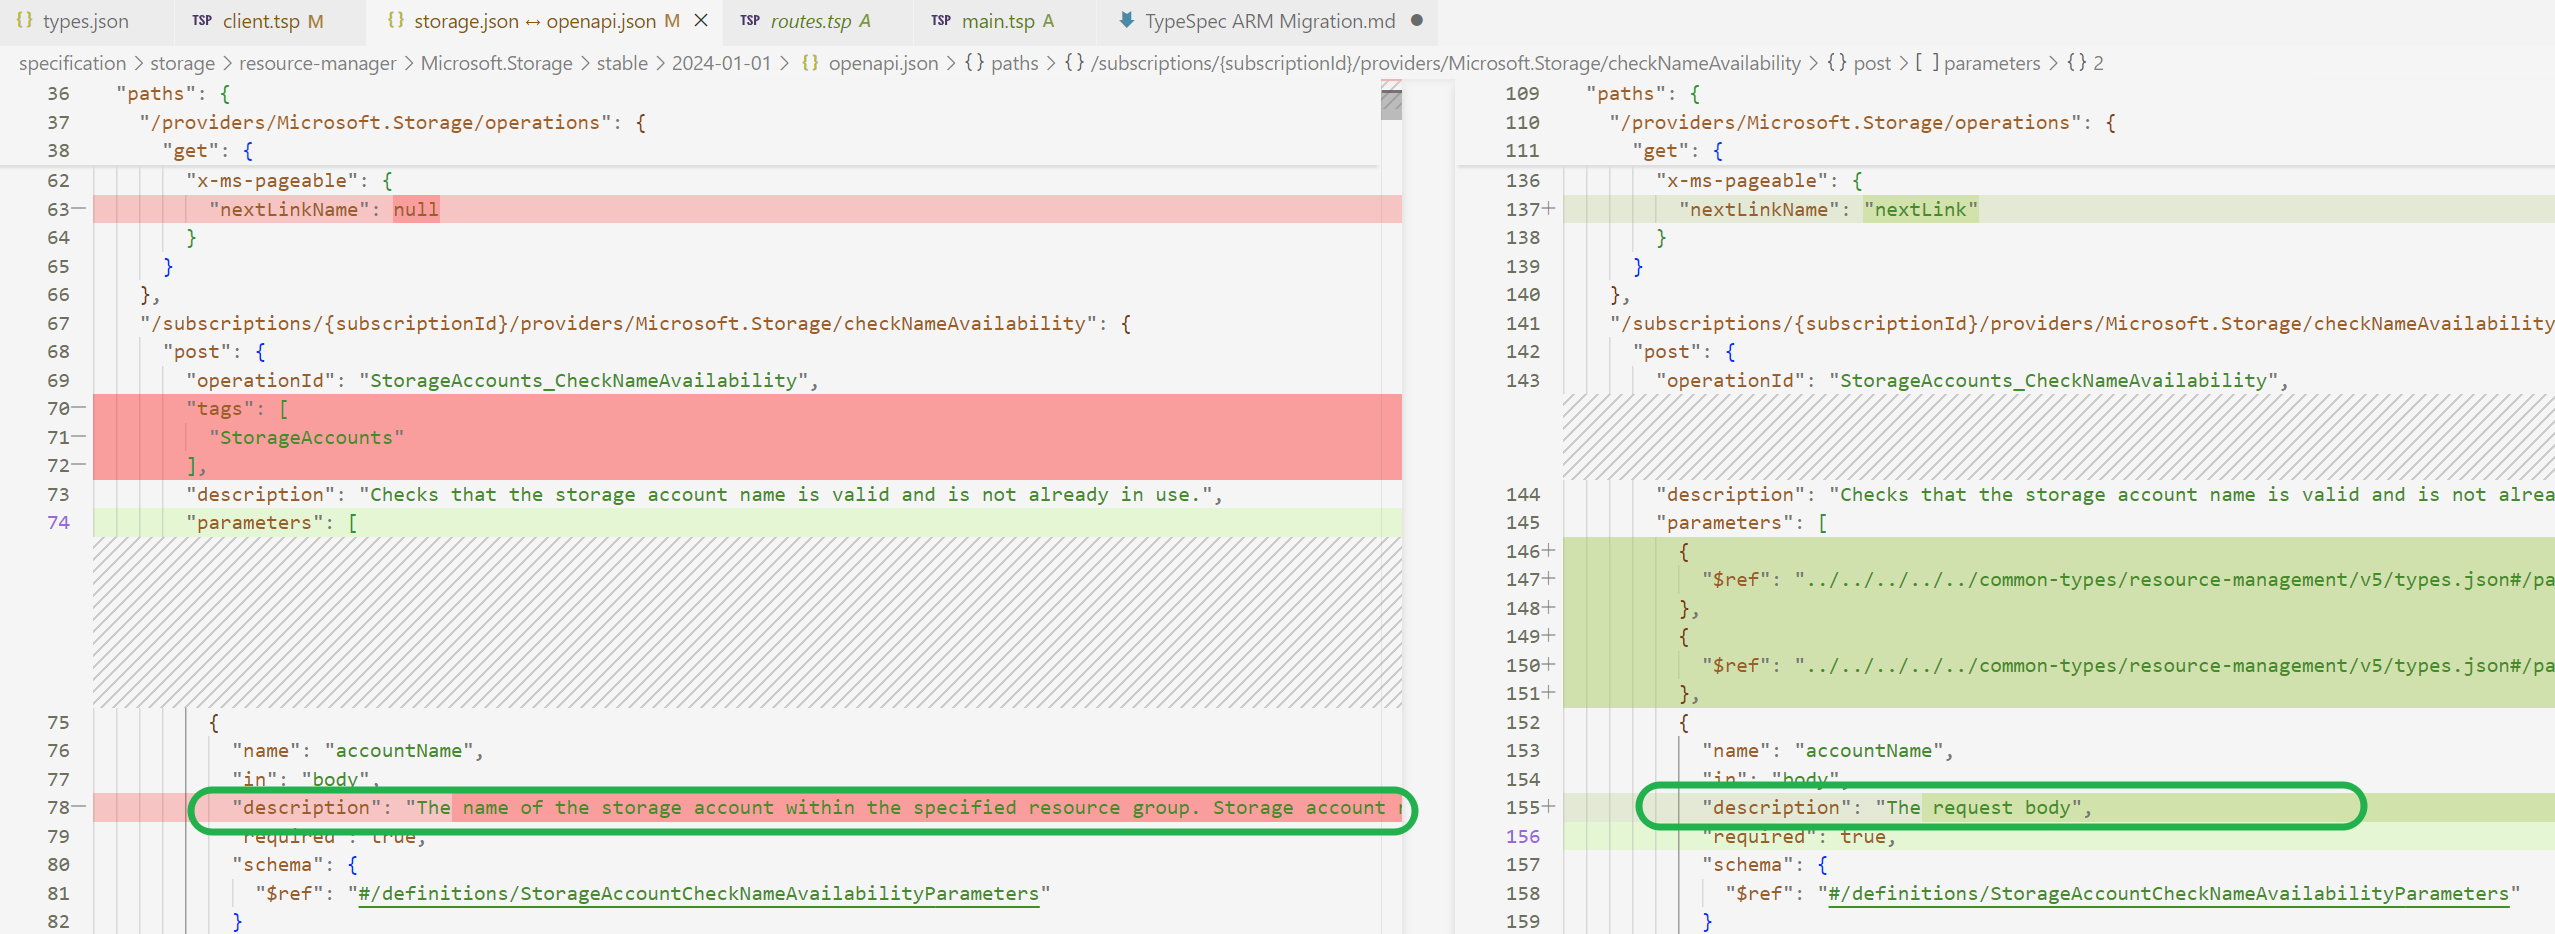 types.json
TSP client.tsp M
storage.json ↔ openapi.json M
TSP routes.tsp A
TSP main.tsp A
TypeSpec ARM Migration.md
specification > storage > resource-manager > Microsoft.Storage > stable > 2024-01-01 > {} openapi.json > {} paths > {} /subscriptions/{subscriptionId}/providers/Microsoft.Storage/checkNameAvailability > {} post > [ ] parameters > {} 2
36 "paths": {
37 "/providers/Microsoft.Storage/operations": {
38 "get": {
62 "x-ms-pageable": {
63— "nextLinkName": null
64 }
65 }
66 },
67 "/subscriptions/{subscriptionId}/providers/Microsoft.Storage/checkNameAvailability": {
68 "post": {
69 "operationId": "StorageAccounts_CheckNameAvailability",
70— "tags": [
71— "StorageAccounts"
72— ],
73 "description": "Checks that the storage account name is valid and is not already in use.",
74 "parameters": [
75 {
76 "name": "accountName",
77 "in": "body",
78— "description": "The name of the storage account within the specified resource group. Storage account
79 "required": true,
80 "schema": {
81 "$ref": "#/definitions/StorageAccountCheckNameAvailabilityParameters"
82 }
109 "paths": {
110 "/providers/Microsoft.Storage/operations": {
111 "get": {
136 "x-ms-pageable": {
137+ "nextLinkName": "nextLink"
138 }
139 }
140 },
141 "/subscriptions/{subscriptionId}/providers/Microsoft.Storage/checkNameAvailability
142 "post": {
143 "operationId": "StorageAccounts_CheckNameAvailability",
144 "description": "Checks that the storage account name is valid and is not alrea
145 "parameters": [
146+ {
147+ "$ref": "../../../../../common-types/resource-management/v5/types.json#/pa
148+ },
149+ {
150+ "$ref": "../../../../../common-types/resource-management/v5/types.json#/pa
151+ },
152 {
153 "name": "accountName",
154 "in": "body",
155+ "description": "The request body",
156 "required": true,
157 "schema": {
158 "$ref": "#/definitions/StorageAccountCheckNameAvailabilityParameters"
159 }